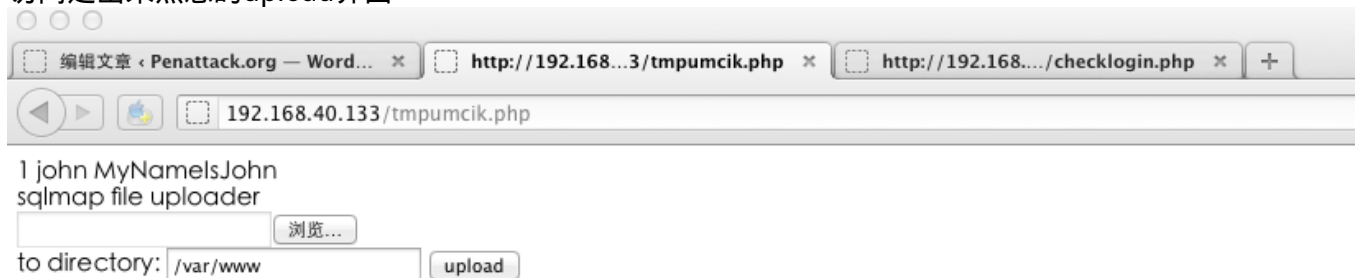 编辑文章 ‹ Penattack.org — Word... ×
http://192.168...3/tmpumcik.php ×
http://192.168..../checklogin.php ×
+
192.168.40.133/tmpumcik.php
1 john MyNameIsJohn
sqlmap file uploader
浏览...
to directory: /var/www upload